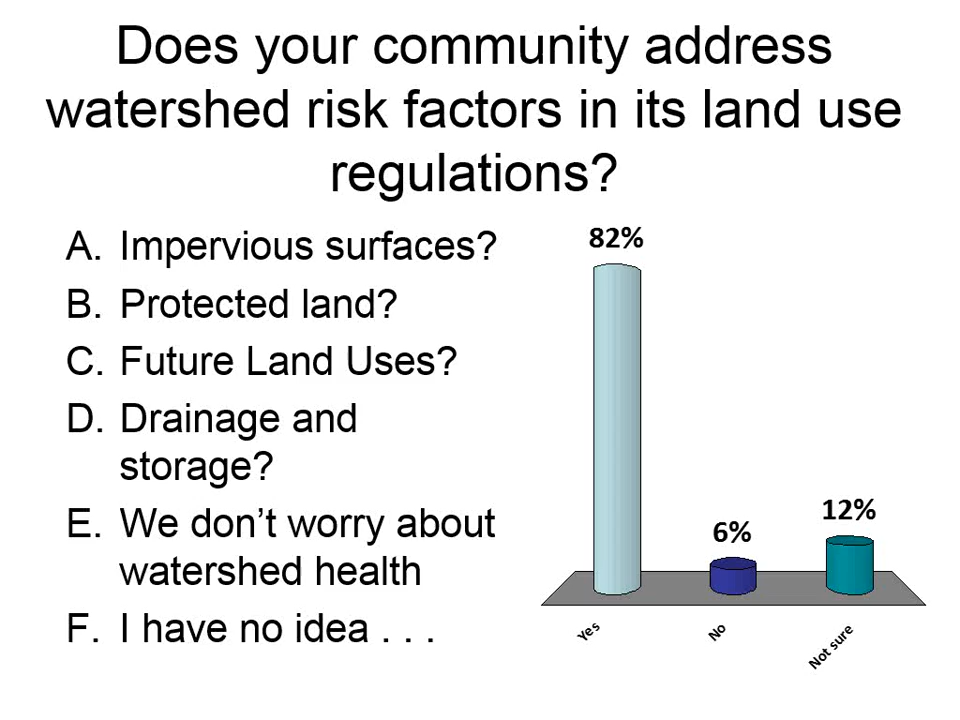 Does your community address
watershed risk factors in its land use
regulations?
A. Impervious surfaces?
B. Protected land?
C. Future Land Uses?
D. Drainage and
storage?
E. We don’t worry about
watershed health
F. I have no idea . . .
82%
6%
12%
Yes
No
Not sure